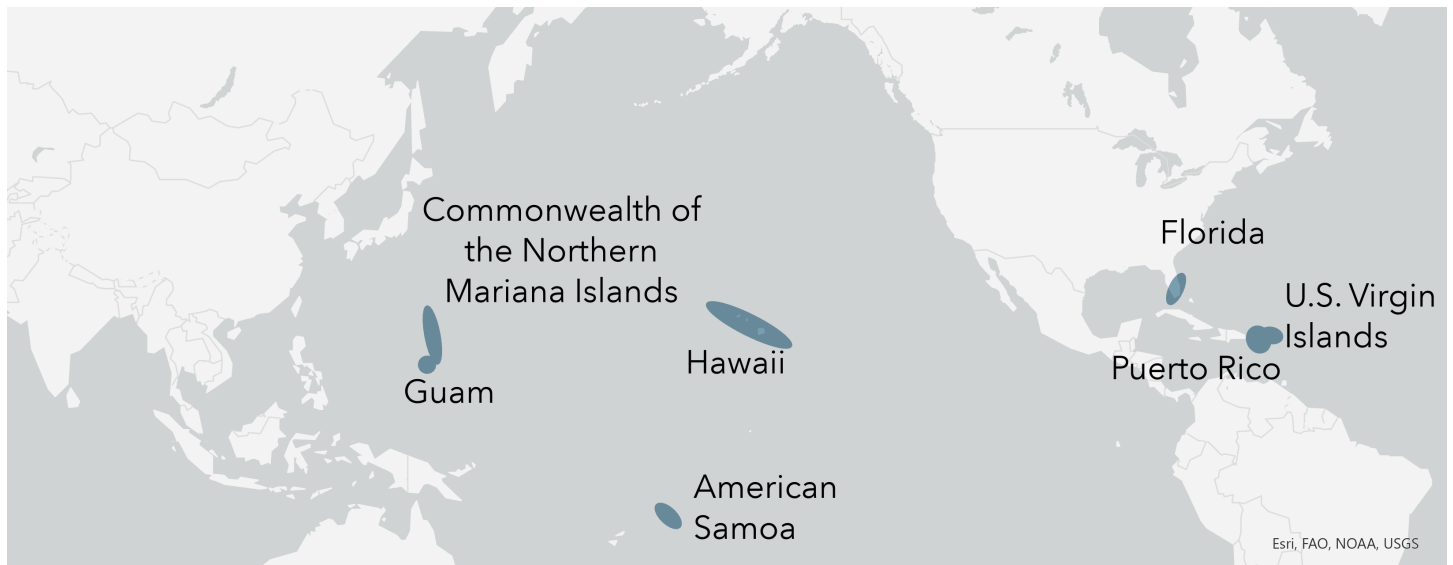 Commonwealth of
the Northern
Mariana Islands
Guam
Hawaii
American
Samoa
Florida
U.S. Virgin
Islands
Puerto Rico
Esri, FAO, NOAA, USGS